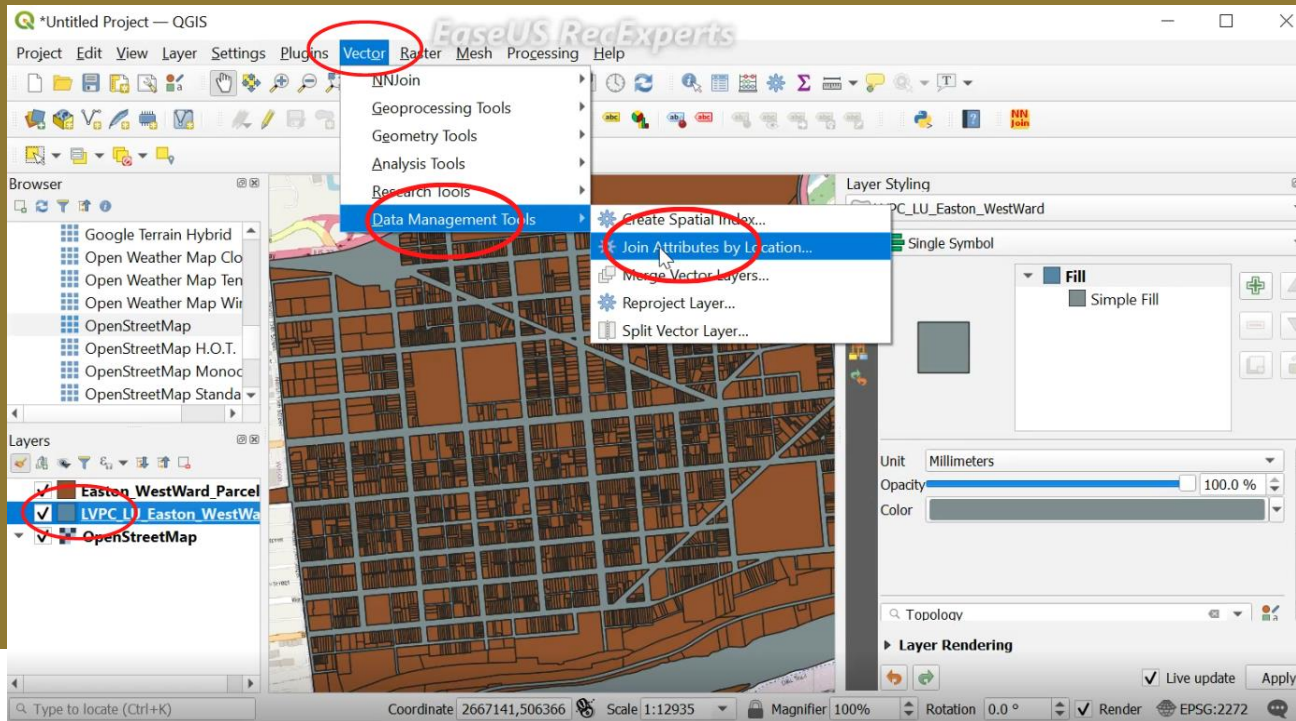 *Untitled Project — QGIS
EaseUS RecExperts
Project Edit View Layer Settings Plugins Vector Raster Mesh Processing Help
NNJoin
Geoprocessing Tools
Geometry Tools
Analysis Tools
Research Tools
Data Management Tools
Create Spatial Index...
Join Attributes by Location...
Merge Vector Layers...
Reproject Layer...
Split Vector Layer...
NN
Join
Browser
Google Terrain Hybrid
Open Weather Map Clo
Open Weather Map Ten
Open Weather Map Wir
OpenStreetMap
OpenStreetMap H.O.T.
OpenStreetMap Monoc
OpenStreetMap Standa
Layers
Easton_WestWard_Parcel
LVPC_LU_Easton_WestWa
OpenStreetMap
Layer Styling
LVPC_LU_Easton_WestWard
Single Symbol
Fill
Simple Fill
Unit Millimeters
Opacity 100.0 %
Color
Topology
Layer Rendering
Live update Apply
Type to locate (Ctrl+K) Coordinate 2667141,506366 Scale 1:12935 Magnifier 100% Rotation 0.0 ° Render EPSG:2272